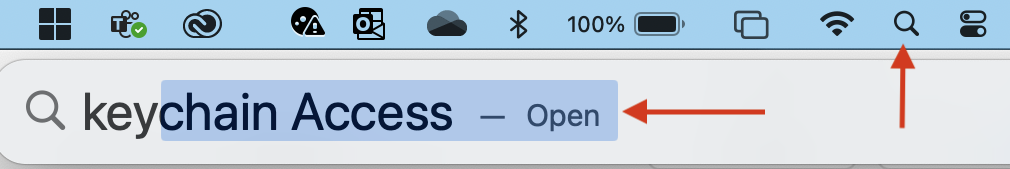 100%
keychain Access — Open